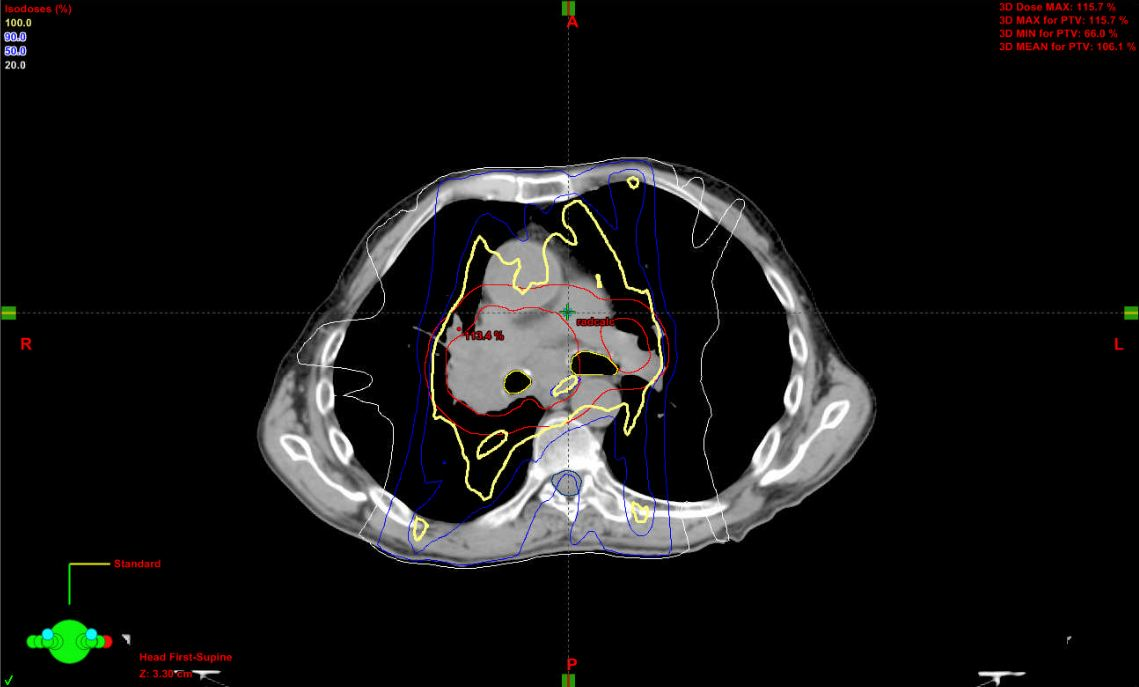 Isodoses (%)
100.0
90.0
50.0
20.0
3D Dose MAX: 115.7 %
3D MAX for PTV: 115.7 %
3D MIN for PTV: 66.0 %
3D MEAN for PTV: 106.1 %
A
radcalc
113.4 %
R
L
Standard
Head First-Supine
Z: 3.30 cm
P